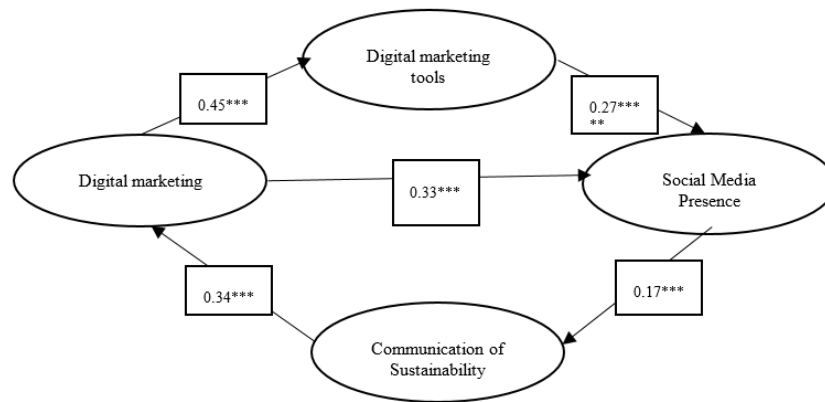 Digital marketing
tools
0.45***
0.27***
**
Digital marketing
0.33***
Social Media
Presence
0.34***
0.17***
Communication of
Sustainability